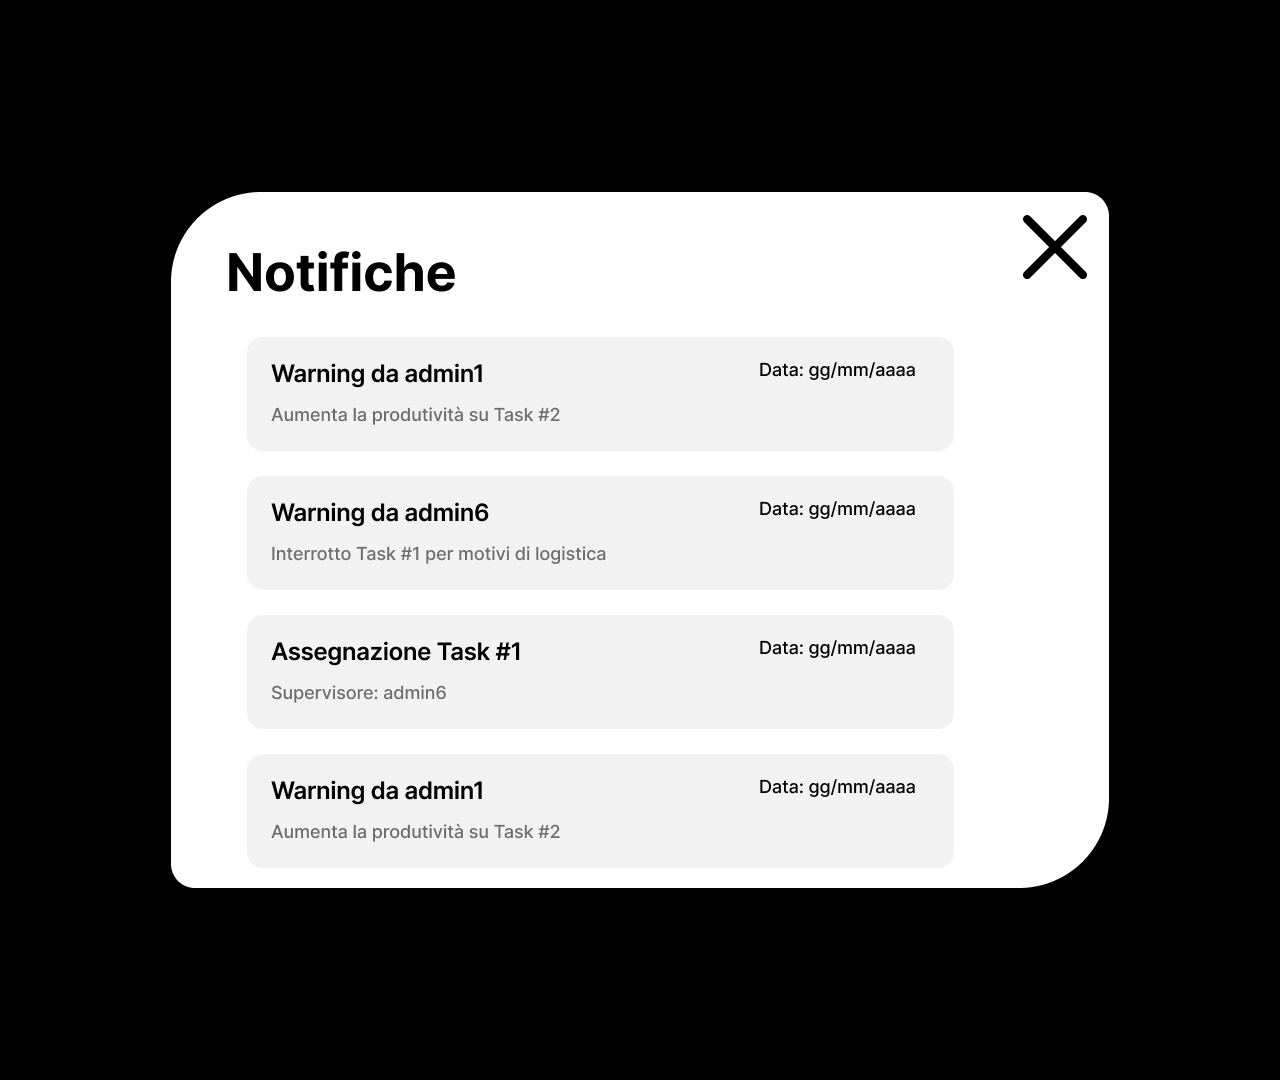 Notifiche
Warning da admin1
Data: gg/mm/aaaa
Aumenta la produtività su Task #2
Warning da admin6
Data: gg/mm/aaaa
Interrotto Task #1 per motivi di logistica
Assegnazione Task #1
Data: gg/mm/aaaa
Supervisore: admin6
Warning da admin1
Data: gg/mm/aaaa
Aumenta la produtività su Task #2